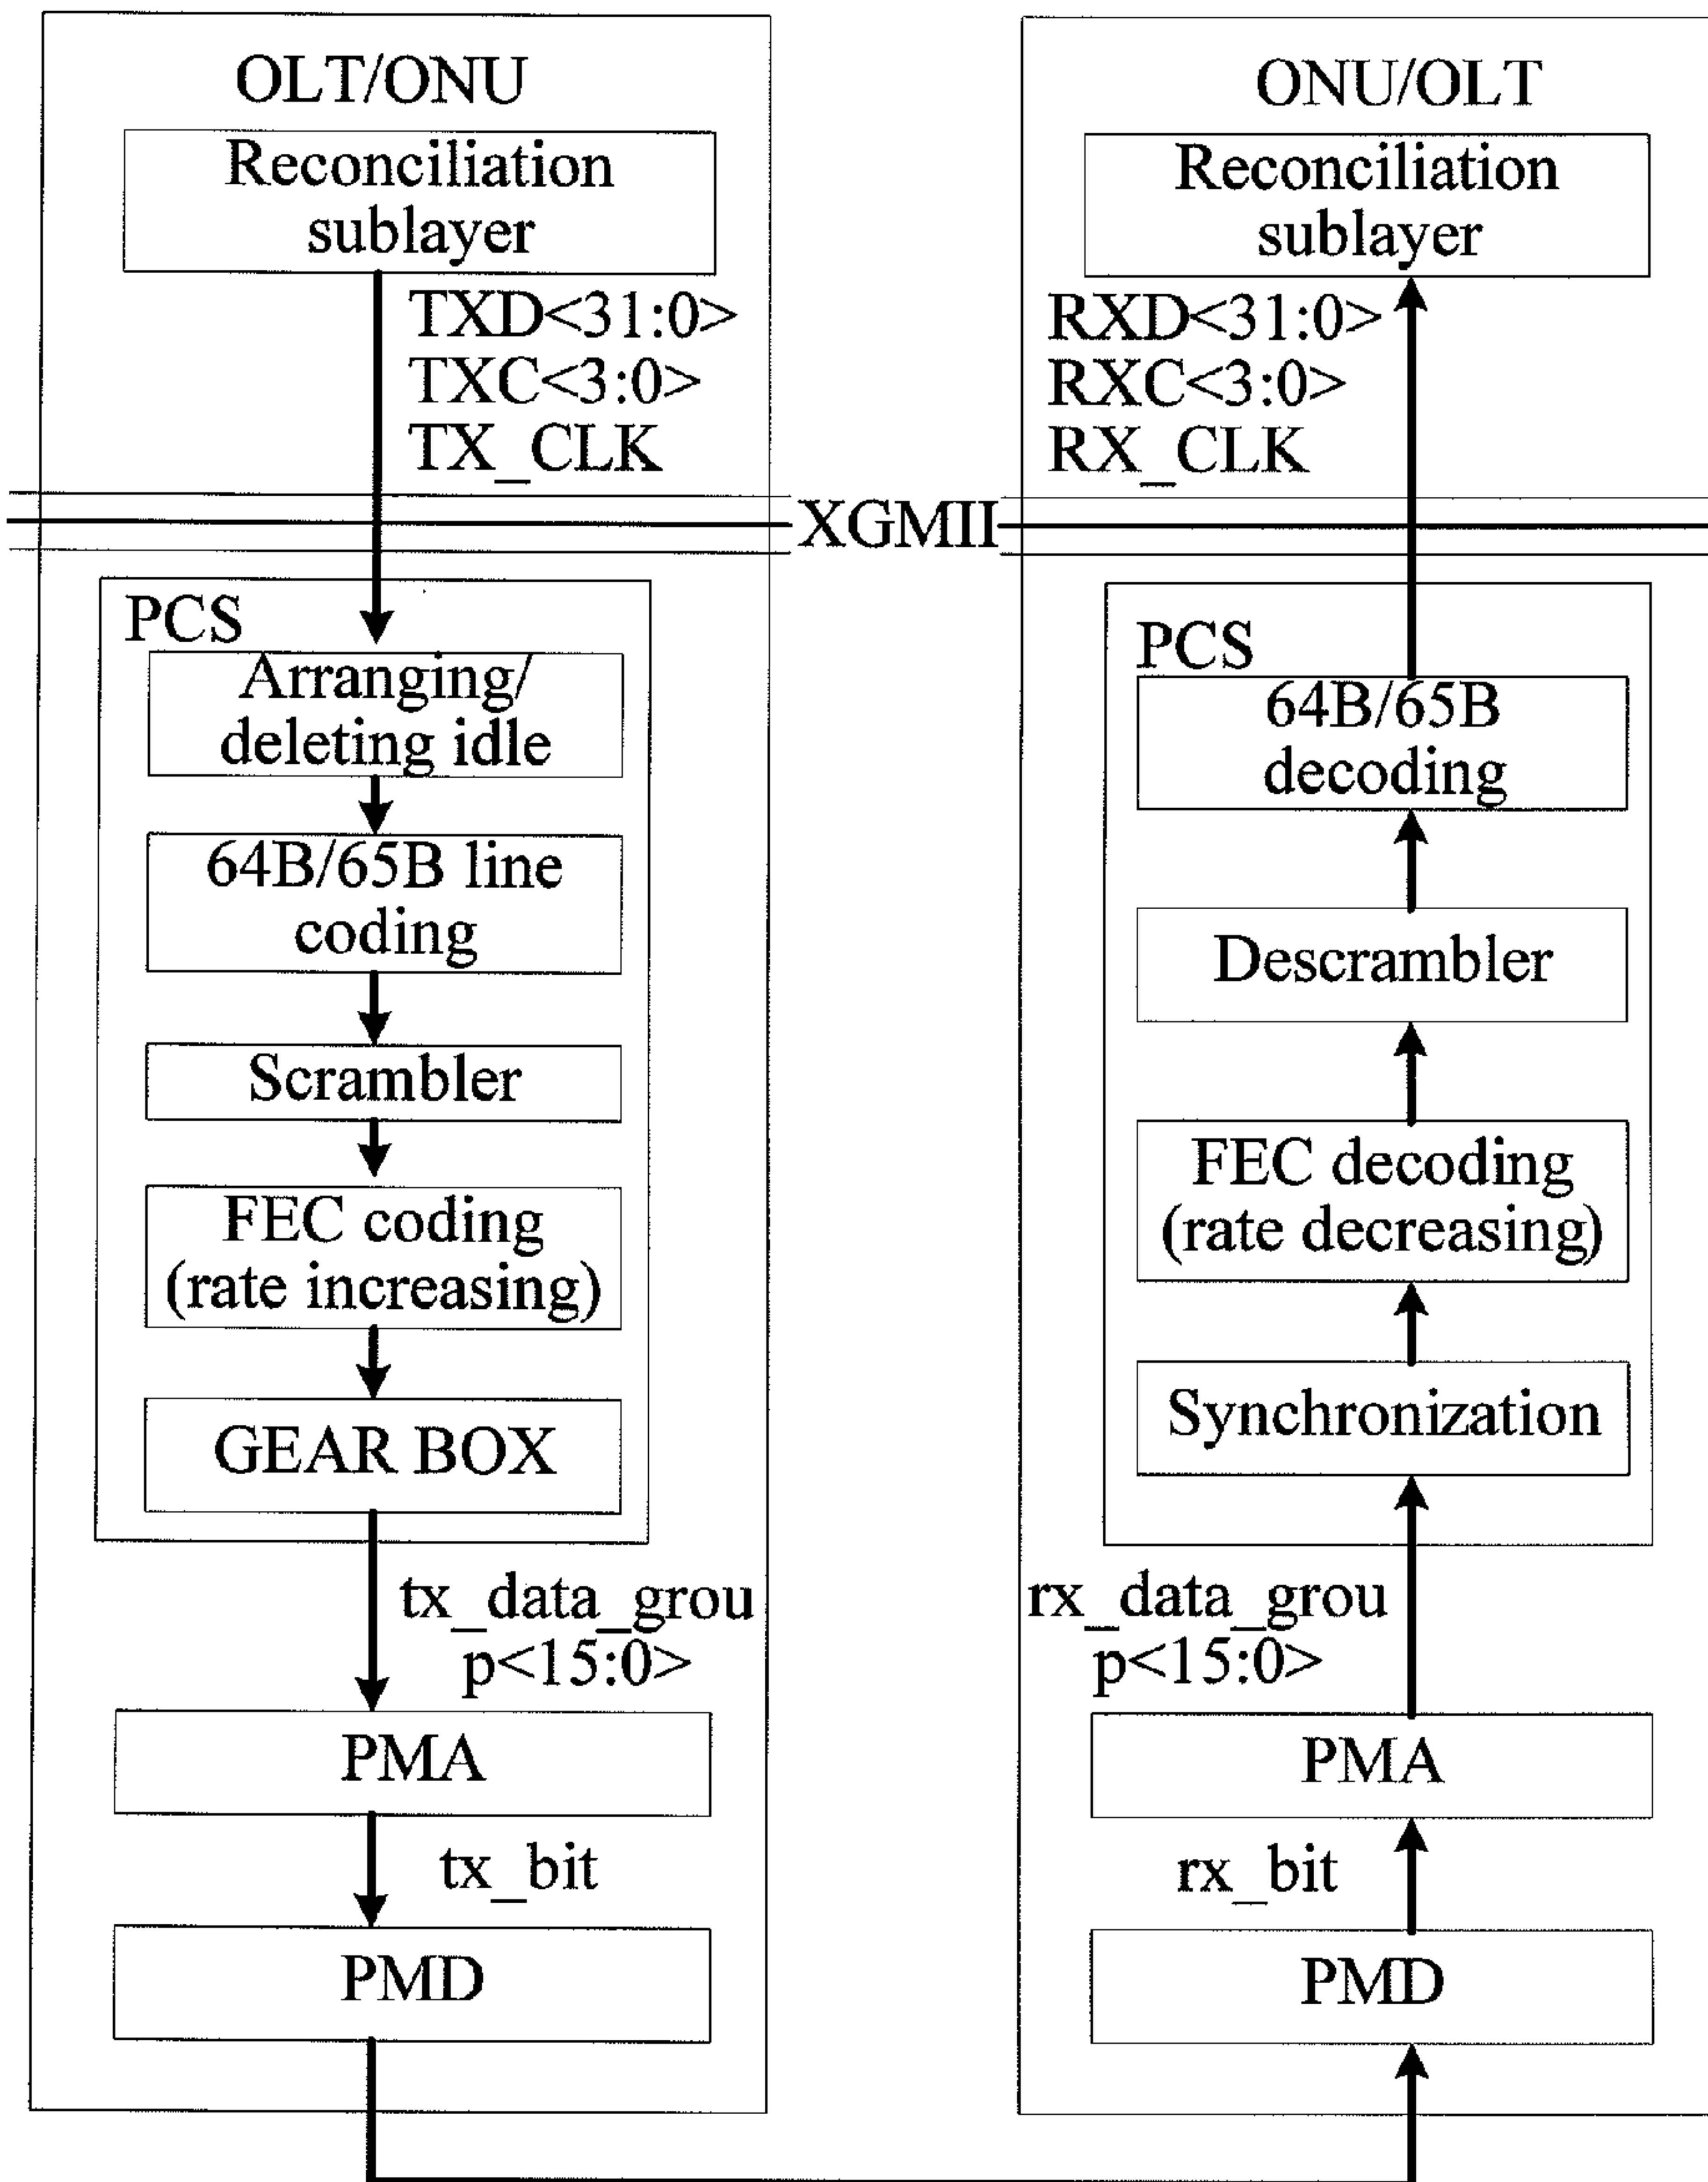 OLT/ONU
Reconciliation
sublayer
TXD<31:0>
TXC<3:0>
TX_CLK
XGMII
PCS
Arranging/
deleting idle
64B/65B line
coding
Scrambler
FEC coding
(rate increasing)
GEAR BOX
tx_data_grou
p<15:0>
PMA
tx_bit
PMD
ONU/OLT
Reconciliation
sublayer
RXD<31:0>
RXC<3:0>
RX_CLK
PCS
64B/65B
decoding
Descrambler
FEC decoding
(rate decreasing)
Synchronization
rx_data_grou
p<15:0>
PMA
rx_bit
PMD